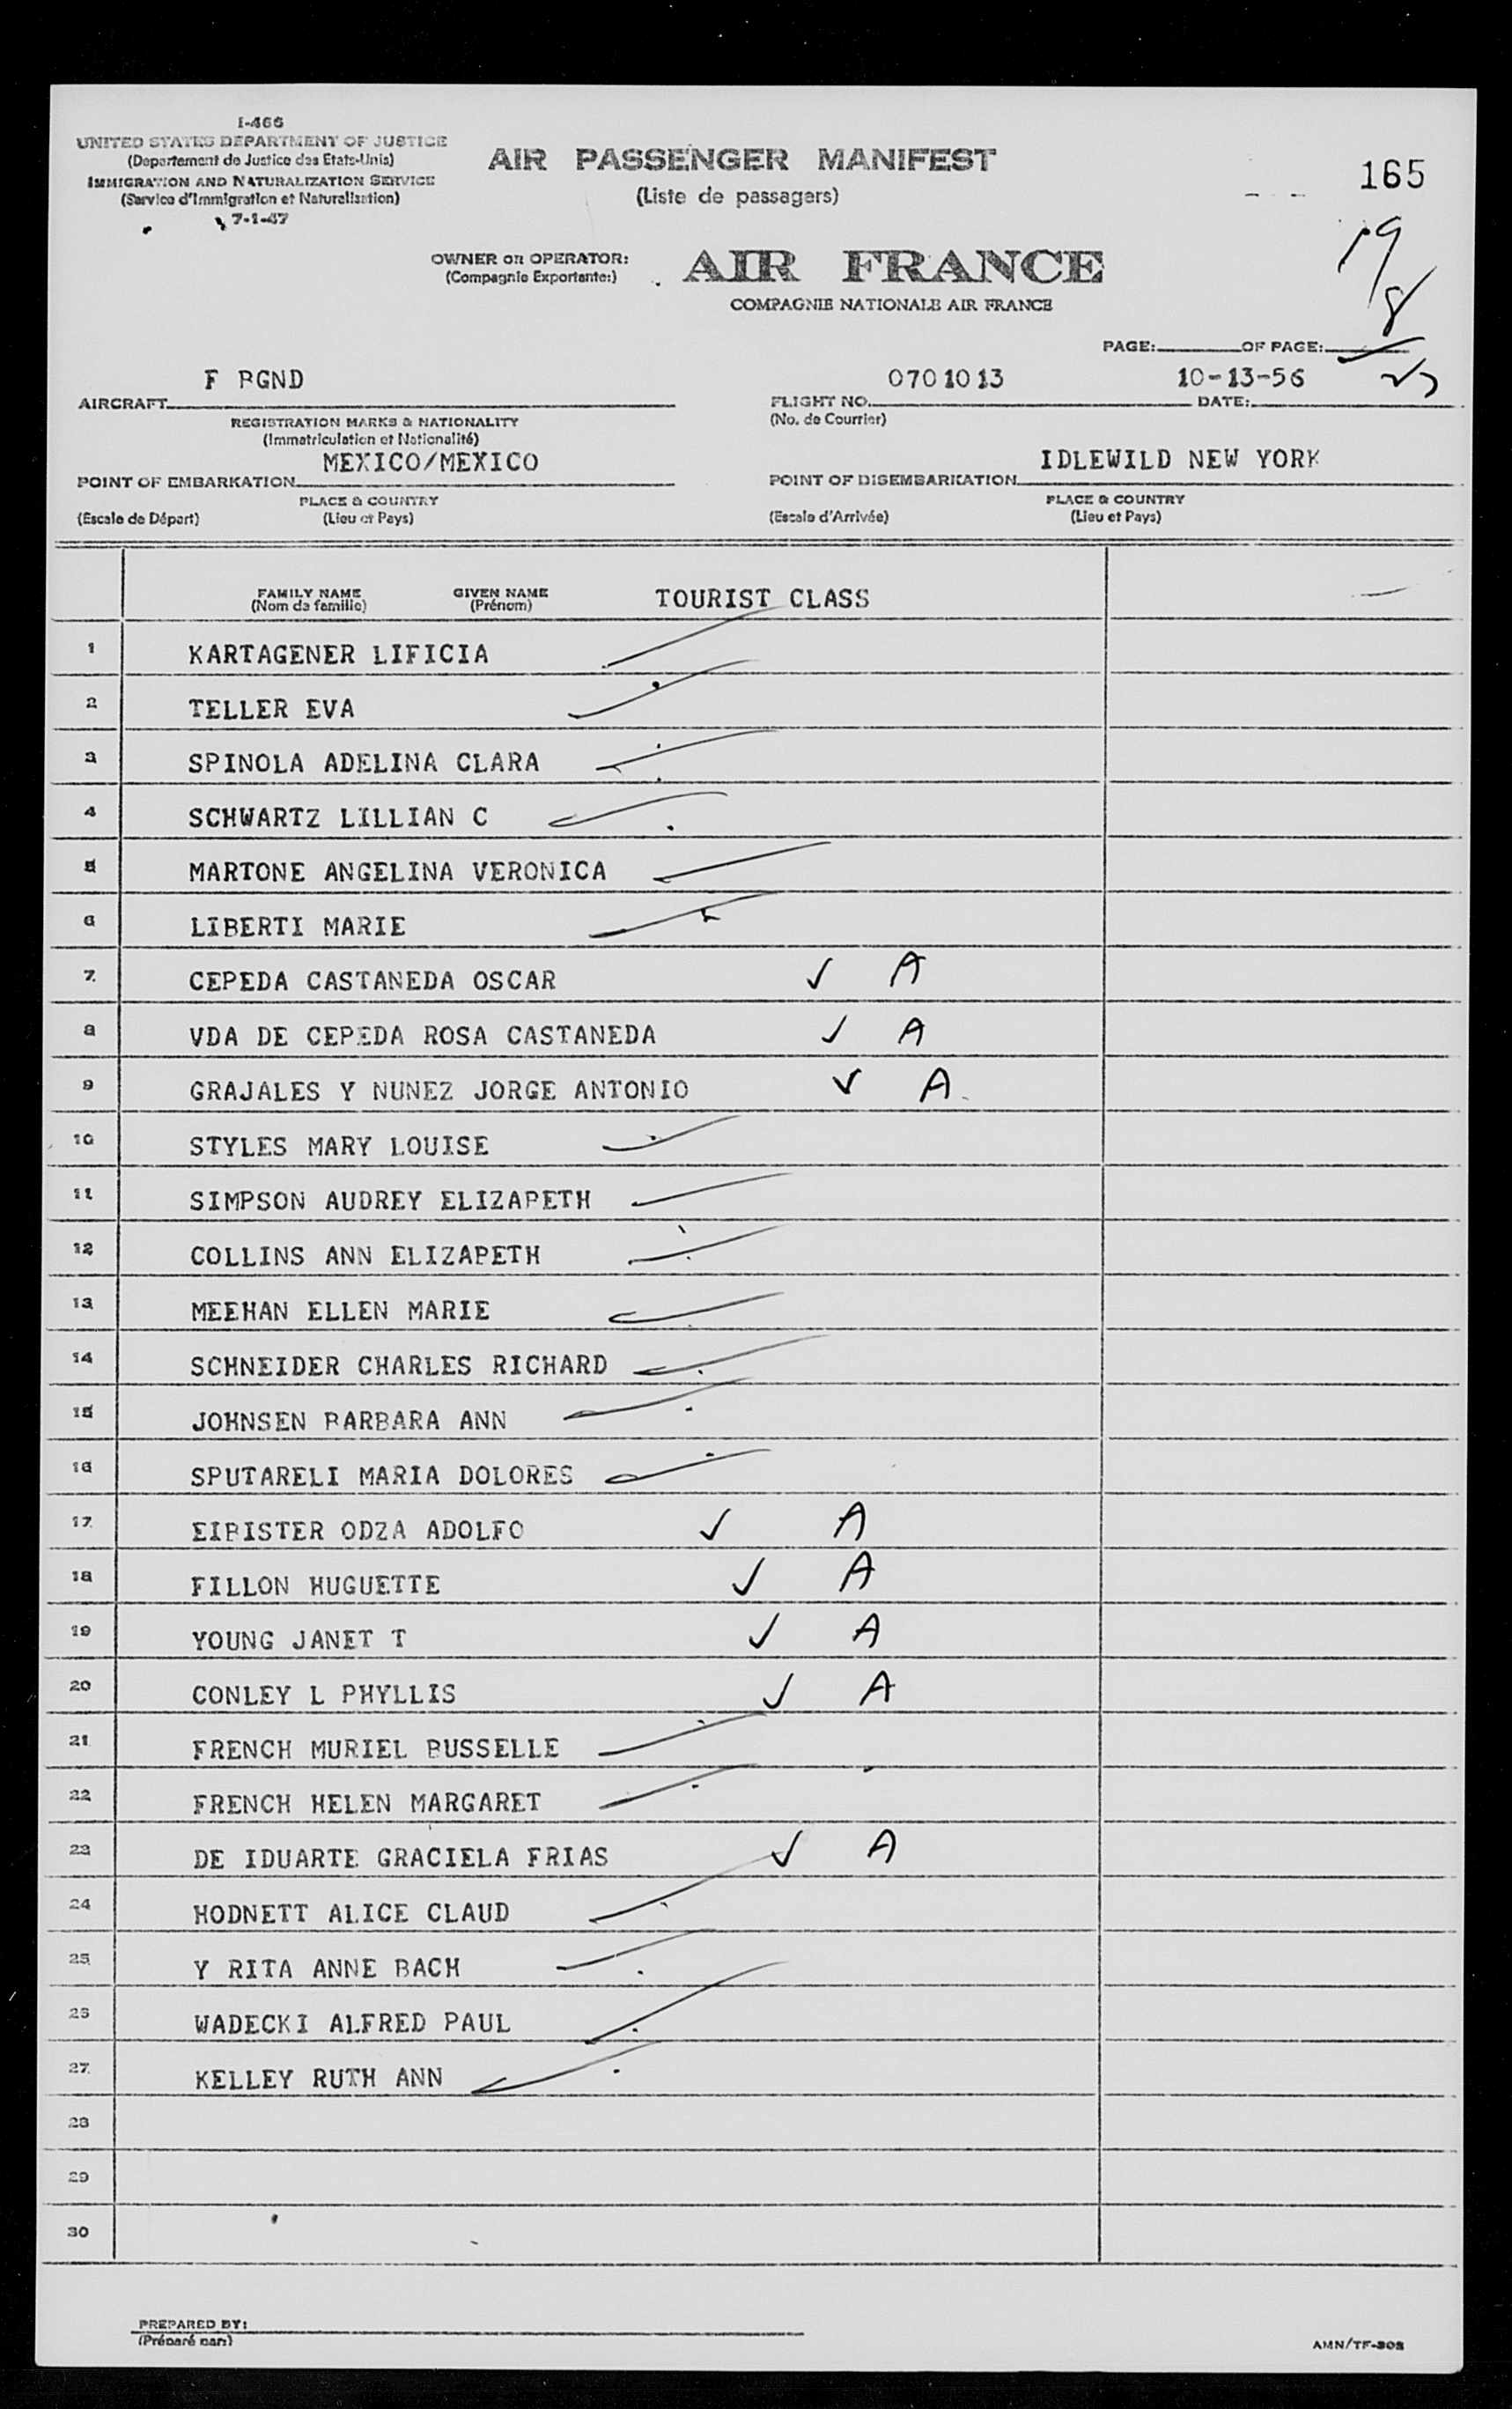 I-466
UNITED STATES DEPARTMENT OF JUSTICE
(Departement de Justice des Etats-Unis)
IMMIGRATION AND NATURALIZATION SERVICE
(Service d'Immigration et Naturalisation)
7-1-47
AIR PASSENGER MANIFEST
(Liste de passagers)
165
OWNER OR OPERATOR:
(Compagnie Exportante:)
AIR FRANCE
COMPAGNIE NATIONALE AIR FRANCE
19
8
PAGE: OF PAGE:
AIRCRAFT F BGND
REGISTRATION MARKS & NATIONALITY
(Immatriculation et Nationalité)
FLIGHT NO. 0701013 DATE: 10-13-56
(No. de Courrier)
POINT OF EMBARKATION MEXICO/MEXICO
PLACE & COUNTRY
(Escale de Départ) (Lieu et Pays)
POINT OF DISEMBARKATION IDLEWILD NEW YORK
PLACE & COUNTRY
(Escale d'Arrivée) (Lieu et Pays)
FAMILY NAME GIVEN NAME TOURIST CLASS
(Nom de famille) (Prénom)
1 KARTAGENER LIFICIA
2 TELLER EVA
3 SPINOLA ADELINA CLARA
4 SCHWARTZ LILLIAN C
5 MARTONE ANGELINA VERONICA
6 LIBERTI MARIE
7 CEPEDA CASTANEDA OSCAR ✓ A
8 VDA DE CEPEDA ROSA CASTANEDA ✓ A
9 GRAJALES Y NUNEZ JORGE ANTONIO ✓ A
10 STYLES MARY LOUISE
11 SIMPSON AUDREY ELIZABETH
12 COLLINS ANN ELIZABETH
13 MEEHAN ELLEN MARIE
14 SCHNEIDER CHARLES RICHARD
15 JOHNSEN BARBARA ANN
16 SPUTARELI MARIA DOLORES
17 EIBISTER ODZA ADOLFO ✓ A
18 FILLON HUGUETTE ✓ A
19 YOUNG JANET T ✓ A
20 CONLEY L PHYLLIS ✓ A
21 FRENCH MURIEL BUSSELLE
22 FRENCH HELEN MARGARET
23 DE IDUARTE GRACIELA FRIAS ✓ A
24 HODNETT ALICE CLAUD
25 Y RITA ANNE BACH
26 WADECKI ALFRED PAUL
27 KELLEY RUTH ANN
28
29
30
PREPARED BY:
(Préparé par:)
AMN/TF-302